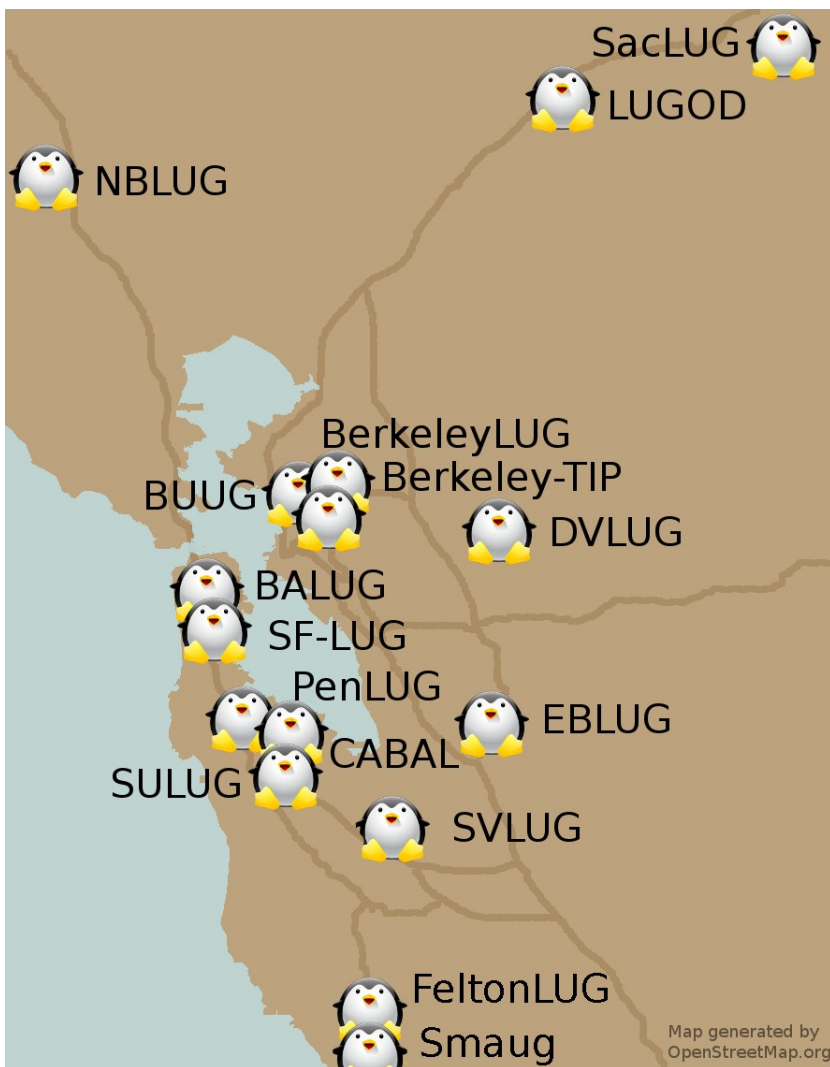 SacLUG
LUGOD
NBLUG
BerkeleyLUG
Berkeley-TIP
BUUG
DVLUG
BALUG
SF-LUG
PenLUG
EBLUG
CABAL
SULUG
SVLUG
FeltonLUG
Smaug
Map generated by
OpenStreetMap.org